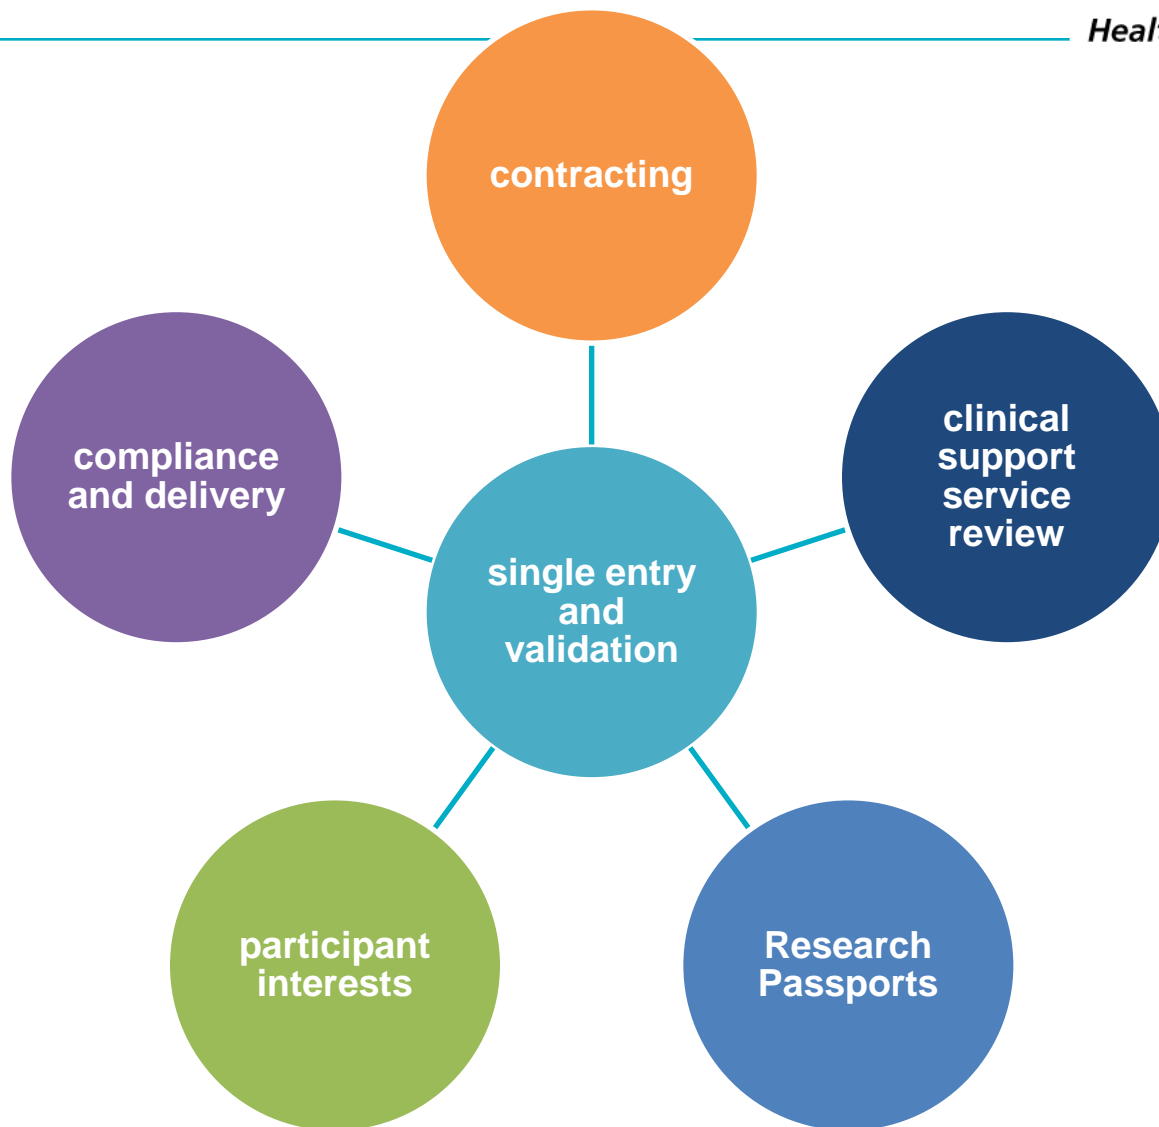 contracting
clinical
support
service
review
compliance
and delivery
single entry
and
validation
participant
interests
Research
Passports